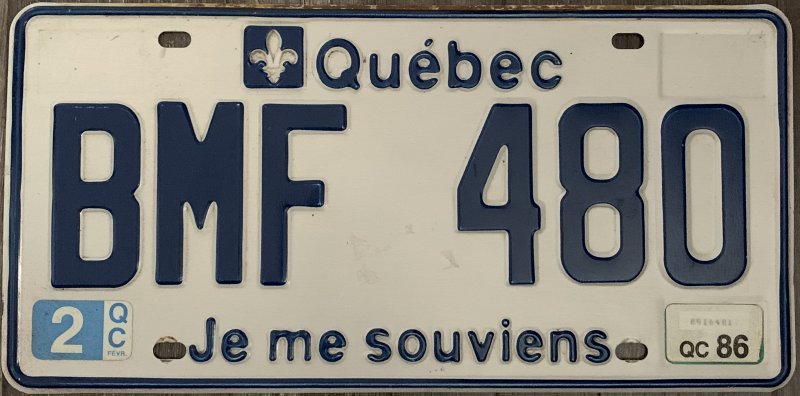 Québec
BMF 480
2 QC FÉVR.
Je me souviens
QC 86